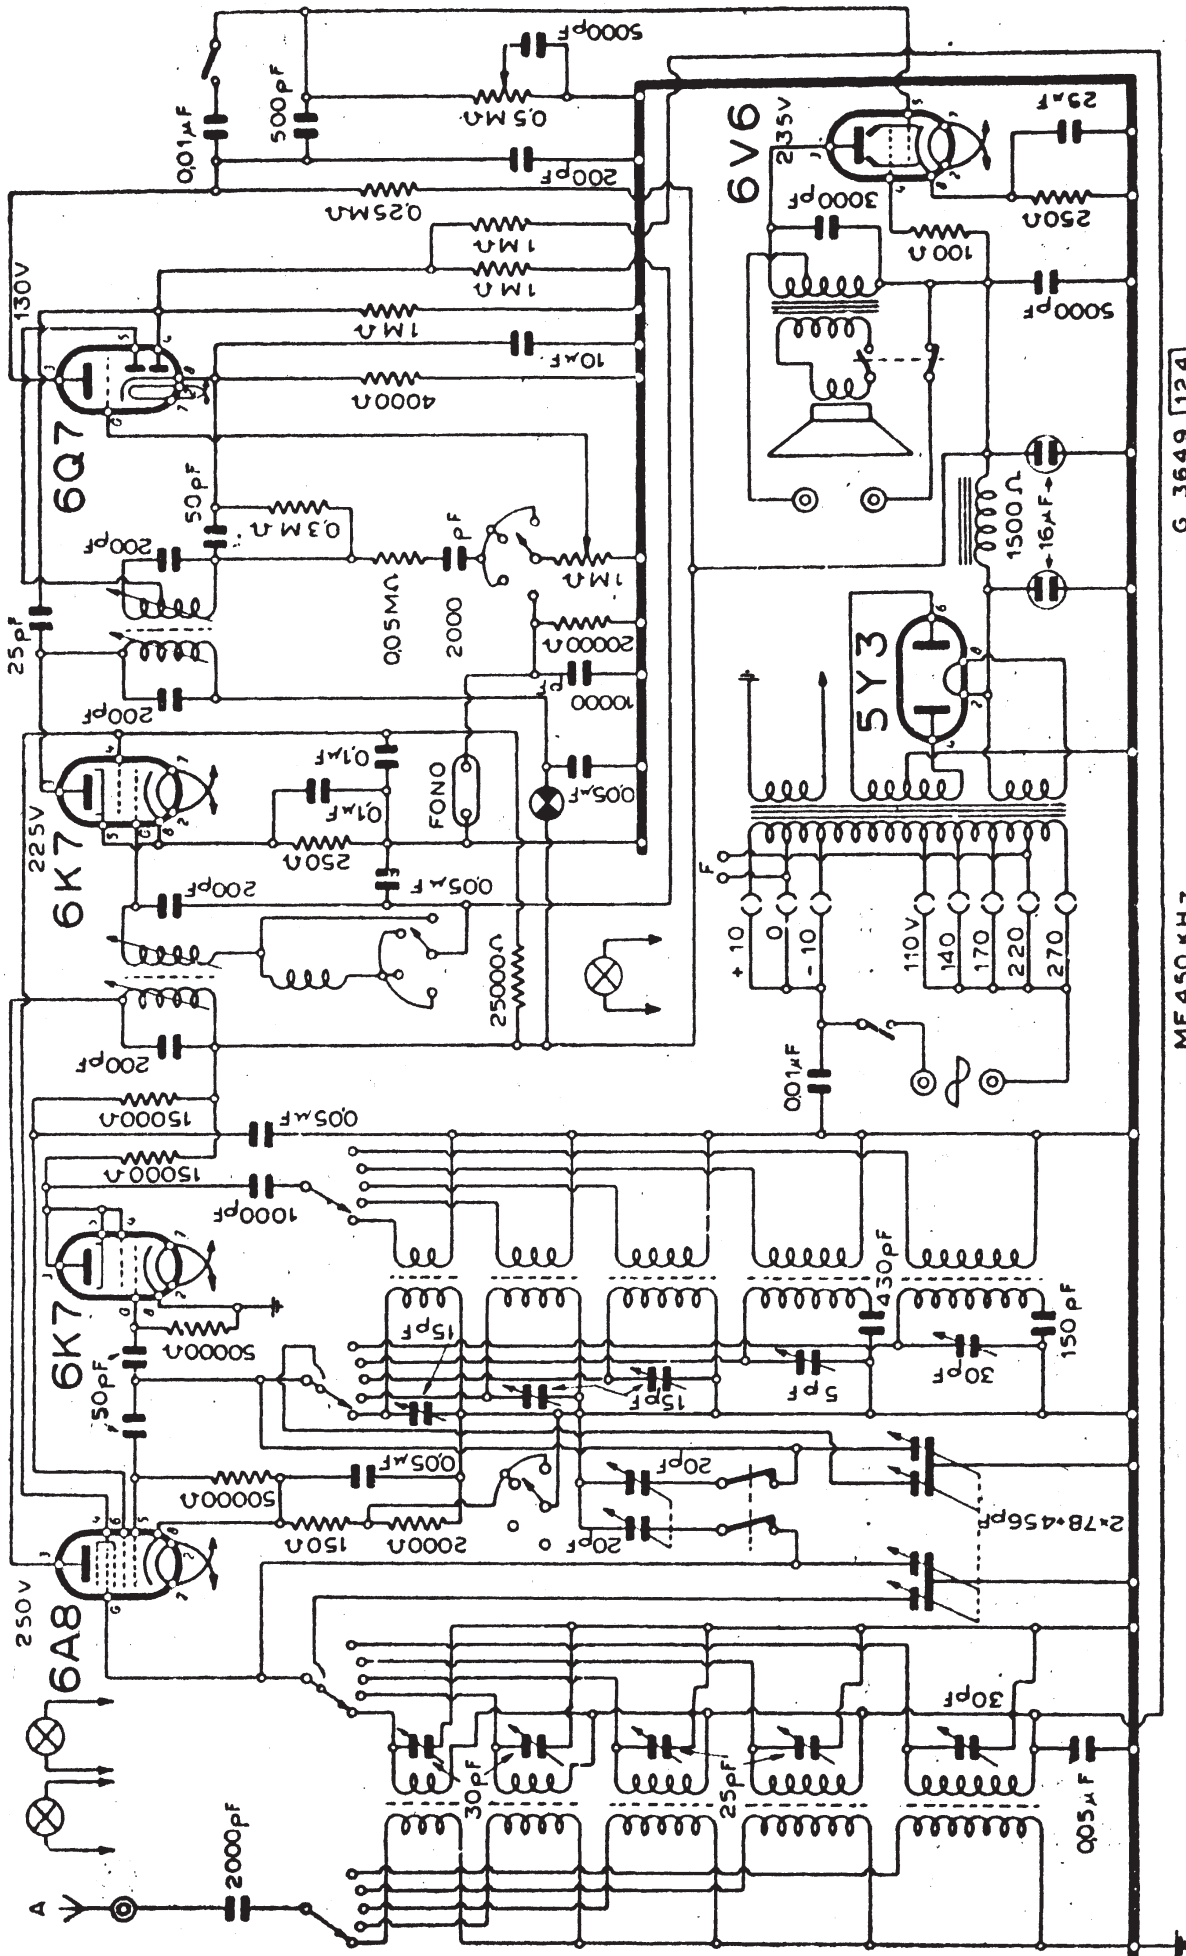 A
2000pF
30pF
25pF
30pF
0,05µF
250V
6A8
50000Ω
150Ω
2000Ω
0,05µF
20pF
20pF
2×78+456pF
50pF
6K7
50000Ω
15pF
15pF
5pF
430pF
30pF
150pF
1000pF
15000Ω
15000Ω
0,05µF
200pF
200pF
25000Ω
0,05µF
225V
6K7
250Ω
0,1µF
0,1µF
FONO
0,05µF
25pF
200pF
200pF
50pF
0,3MΩ
0,05MΩ
2000 pF
1MΩ
20000Ω
10000 pF
130V
6Q7
4000Ω
10µF
1MΩ
1MΩ
1MΩ
0,25MΩ
200pF
0,01µF
500pF
0,5MΩ
5000pF
0,01µF
F
+10
0
-10
110V
140
170
220
270
5Y3
16µF
1500Ω
6V6
235V
3000pF
100Ω
5000pF
250Ω
25µF
MF450KHz
G 3649 124